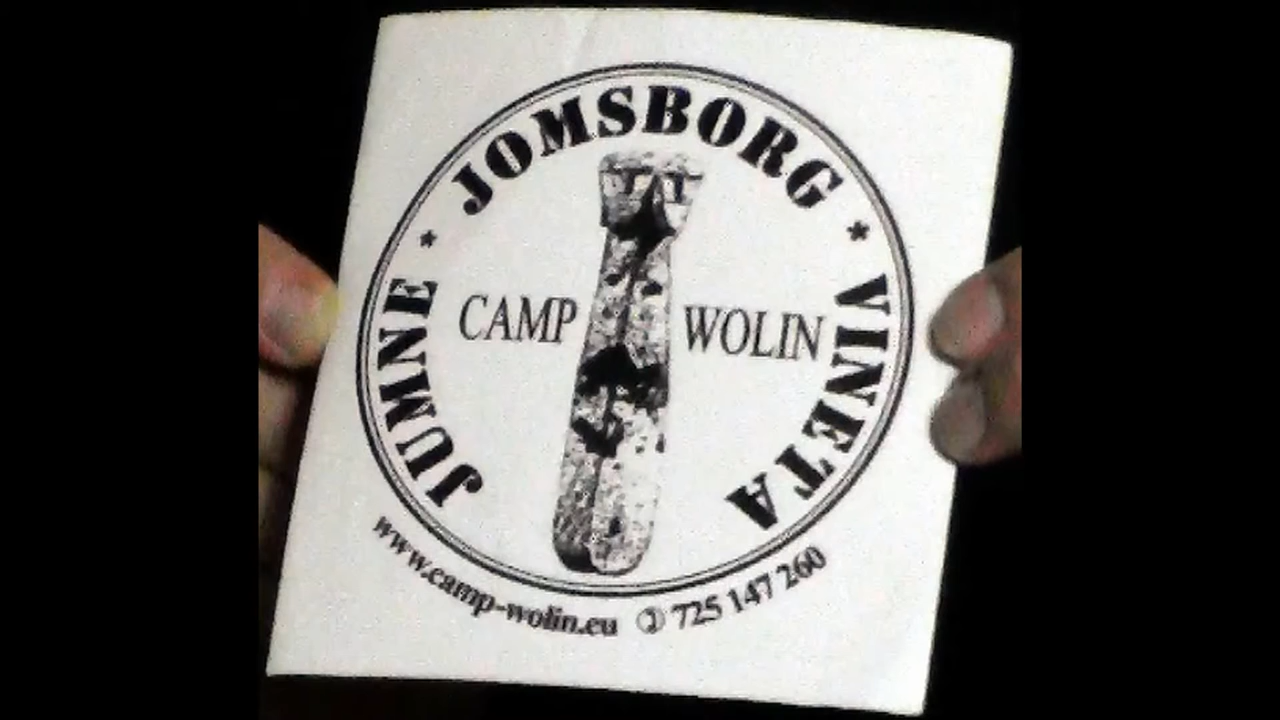 JUMNE * JOMSBORG * VINETA
CAMP WOLIN
www.camp-wolin.eu ✆ 725 147 260